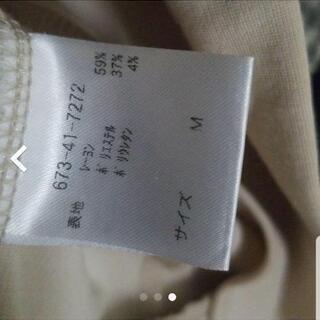 673-41-7272
表地
レーヨン 59%
ポリエステル 37%
ポリウレタン 4%
サイズ M